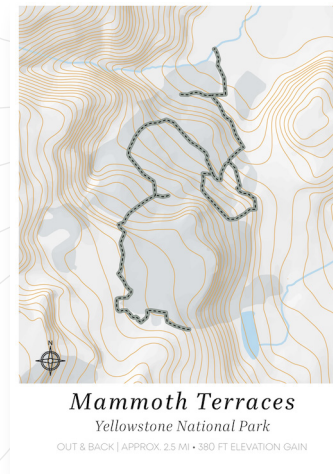 N
Mammoth Terraces
Yellowstone National Park
OUT & BACK | APPROX. 2.5 MI • 380 FT ELEVATION GAIN